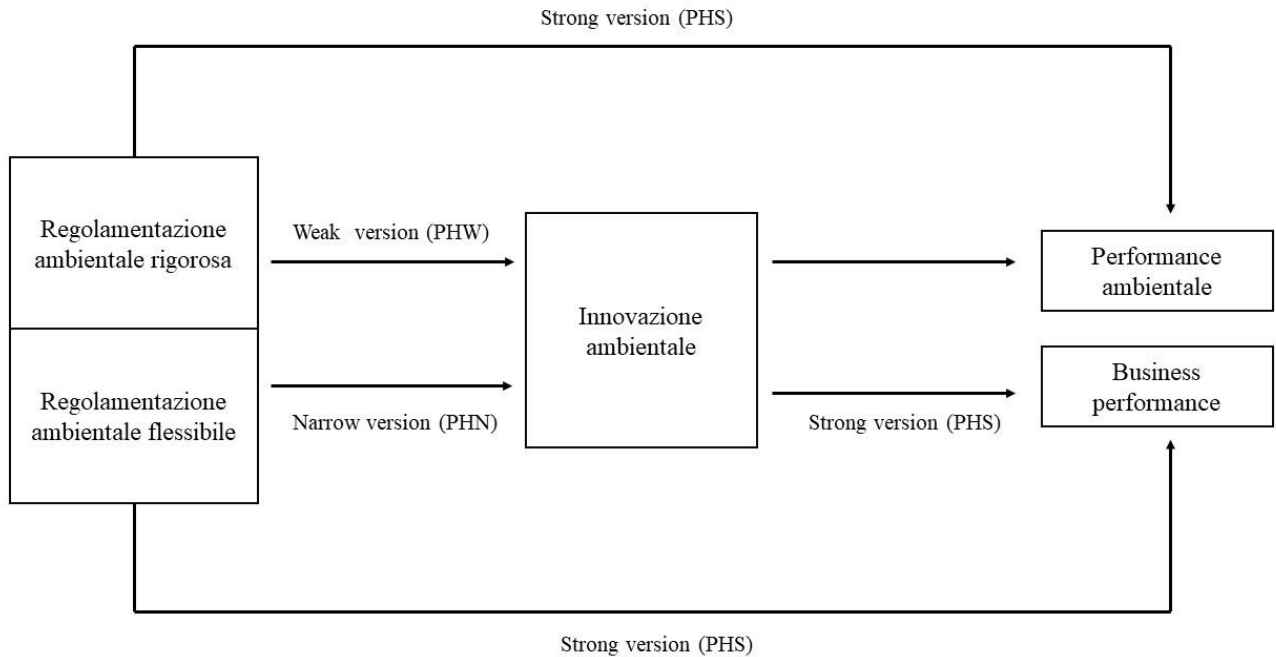 Strong version (PHS)
Regolamentazione
ambientale rigorosa
Weak version (PHW)
Innovazione
ambientale
Performance
ambientale
Regolamentazione
ambientale flessibile
Narrow version (PHN)
Strong version (PHS)
Business
performance
Strong version (PHS)